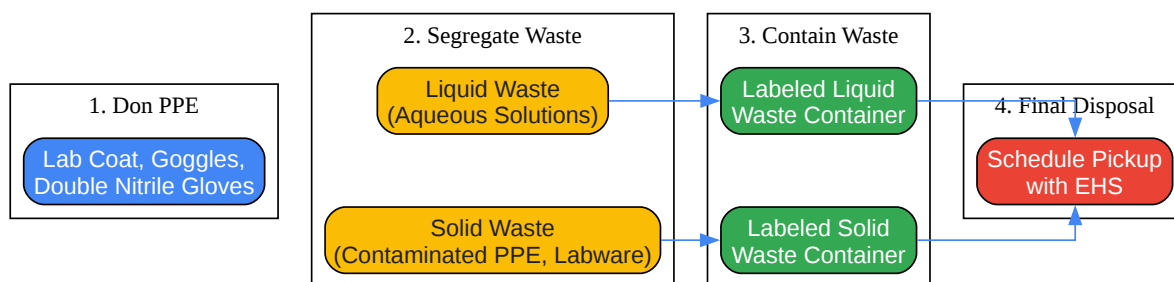 1. Don PPE
Lab Coat, Goggles,
Double Nitrile Gloves
2. Segregate Waste
Liquid Waste
(Aqueous Solutions)
Solid Waste
(Contaminated PPE, Labware)
3. Contain Waste
Labeled Liquid
Waste Container
Labeled Solid
Waste Container
4. Final Disposal
Schedule Pickup
with EHS